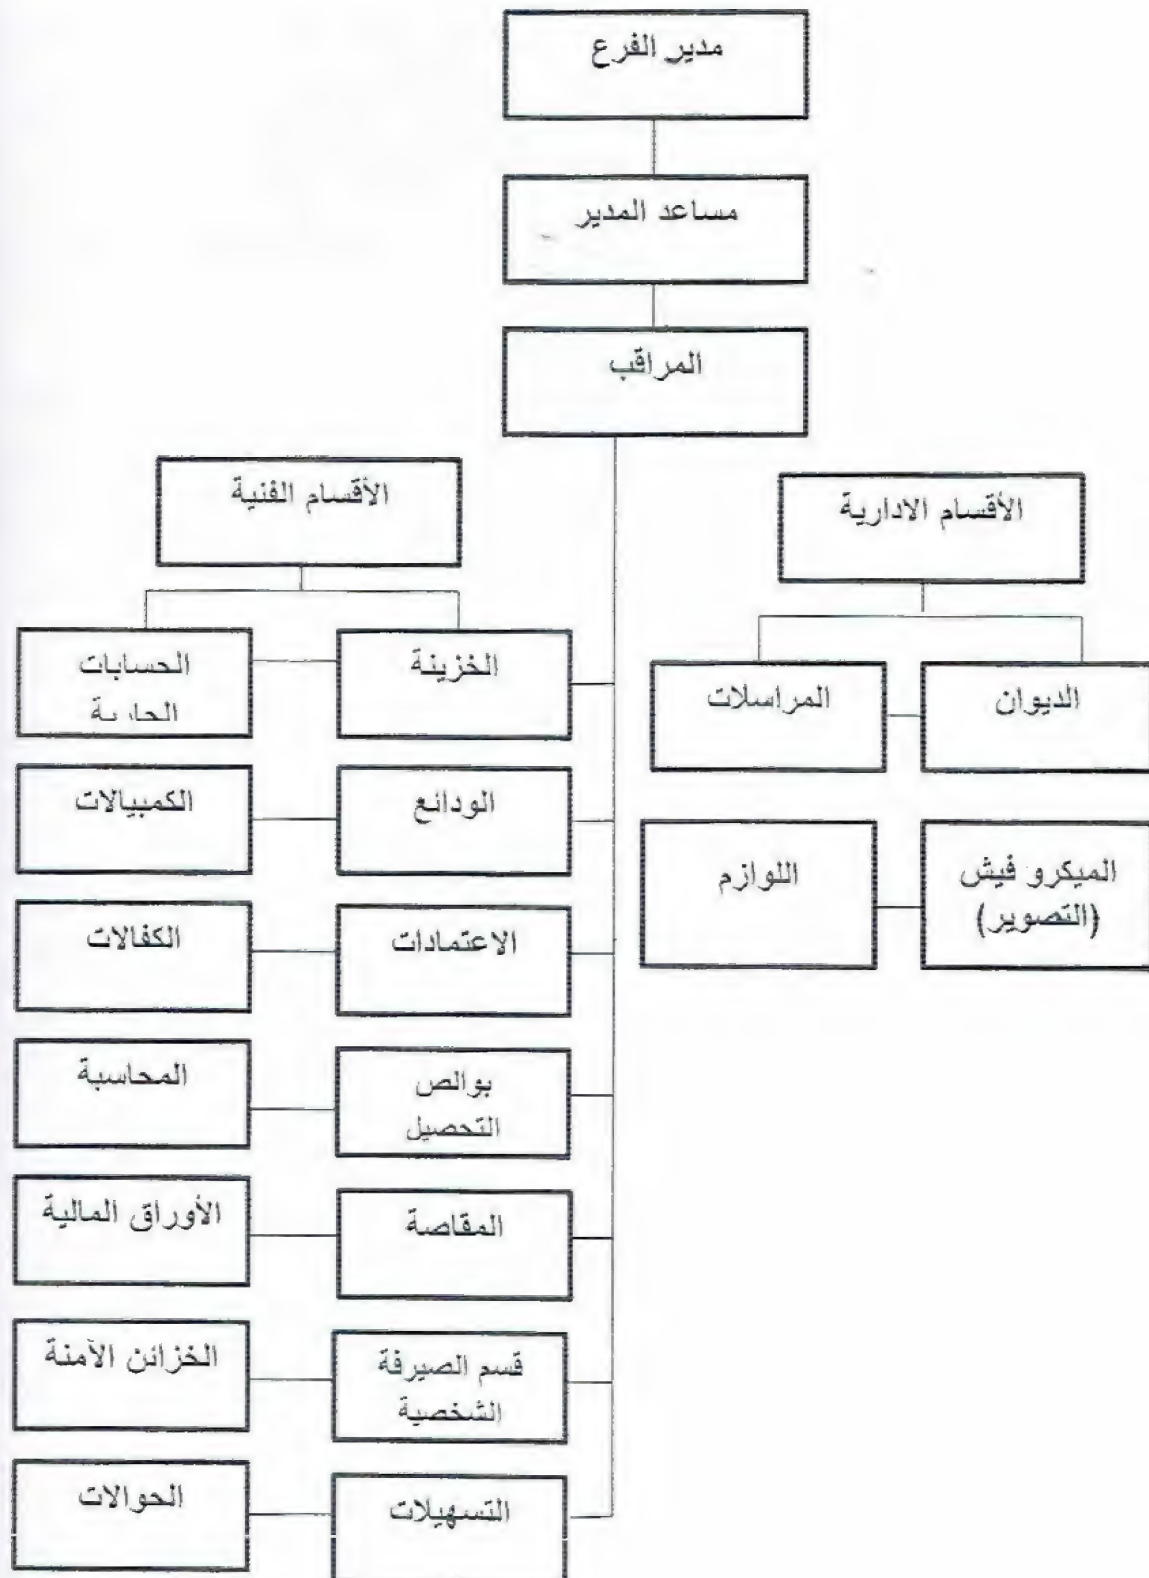 مدير الفرع
مساعد المدير
المراقب
الأقسام الادارية
الأقسام الفنية
الديوان
المراسلات
الميكرو فيش
(التصوير)
اللوازم
الخزينة
الحسابات
الجارية
الودائع
الكمبيالات
الاعتمادات
الكفالات
بوالص
التحصيل
المحاسبة
المقاصة
الأوراق المالية
قسم الصيرفة
الشخصية
الخزائن الآمنة
التسهيلات
الحوالات